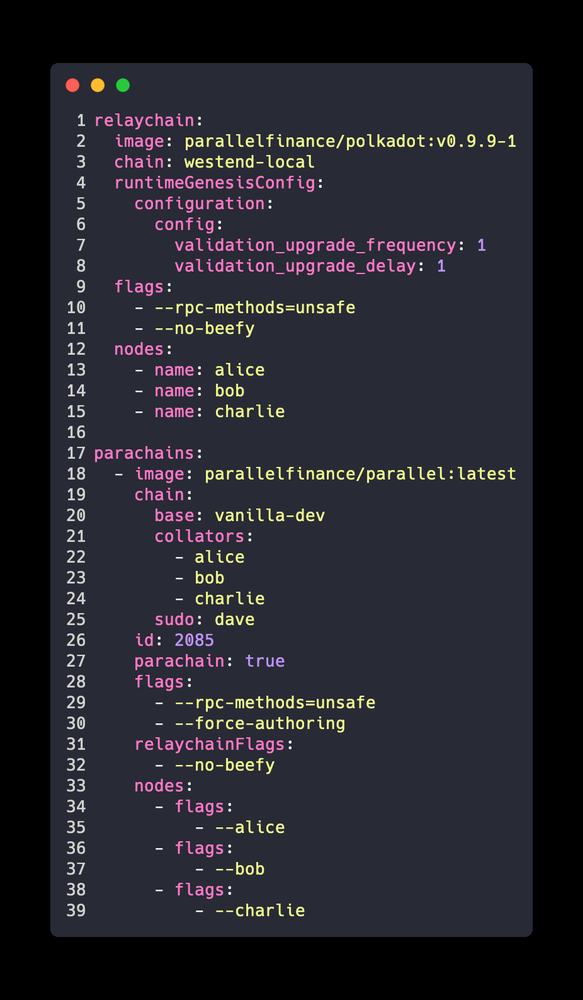 1 relaychain:
2   image: parallelfinance/polkadot:v0.9.9-1
3   chain: westend-local
4   runtimeGenesisConfig:
5     configuration:
6       config:
7         validation_upgrade_frequency: 1
8         validation_upgrade_delay: 1
9   flags:
10     - --rpc-methods=unsafe
11     - --no-beefy
12   nodes:
13     - name: alice
14     - name: bob
15     - name: charlie
16
17 parachains:
18   - image: parallelfinance/parallel:latest
19     chain:
20       base: vanilla-dev
21       collators:
22         - alice
23         - bob
24         - charlie
25       sudo: dave
26     id: 2085
27     parachain: true
28     flags:
29       - --rpc-methods=unsafe
30       - --force-authoring
31     relaychainFlags:
32       - --no-beefy
33     nodes:
34       - flags:
35           - --alice
36       - flags:
37           - --bob
38       - flags:
39           - --charlie